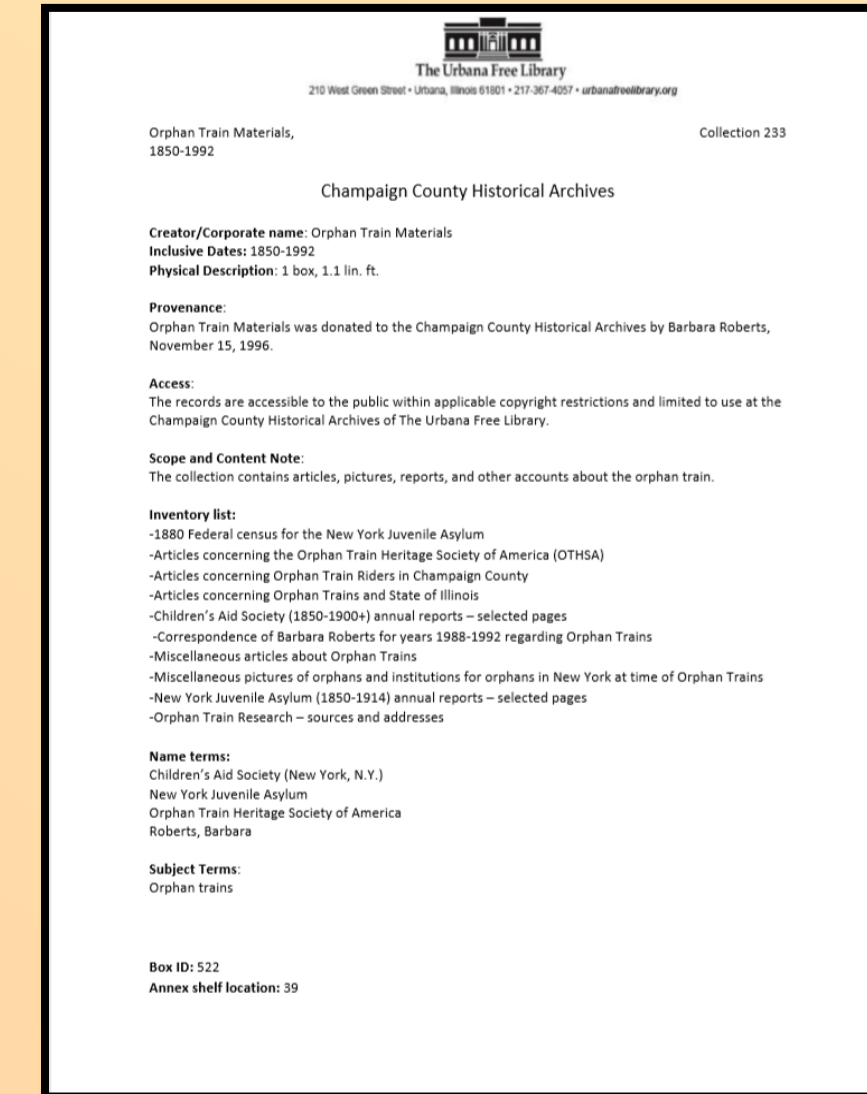 The Urbana Free Library
210 West Green Street • Urbana, Illinois 61801 • 217-367-4057 • urbanafreelibrary.org
Orphan Train Materials, Collection 233
1850-1992
Champaign County Historical Archives
Creator/Corporate name: Orphan Train Materials
Inclusive Dates: 1850-1992
Physical Description: 1 box, 1.1 lin. ft.
Provenance:
Orphan Train Materials was donated to the Champaign County Historical Archives by Barbara Roberts,
November 15, 1996.
Access:
The records are accessible to the public within applicable copyright restrictions and limited to use at the
Champaign County Historical Archives of The Urbana Free Library.
Scope and Content Note:
The collection contains articles, pictures, reports, and other accounts about the orphan train.
Inventory list:
-1880 Federal census for the New York Juvenile Asylum
-Articles concerning the Orphan Train Heritage Society of America (OTHSA)
-Articles concerning Orphan Train Riders in Champaign County
-Articles concerning Orphan Trains and State of Illinois
-Children’s Aid Society (1850-1900+) annual reports – selected pages
-Correspondence of Barbara Roberts for years 1988-1992 regarding Orphan Trains
-Miscellaneous articles about Orphan Trains
-Miscellaneous pictures of orphans and institutions for orphans in New York at time of Orphan Trains
-New York Juvenile Asylum (1850-1914) annual reports – selected pages
-Orphan Train Research – sources and addresses
Name terms:
Children’s Aid Society (New York, N.Y.)
New York Juvenile Asylum
Orphan Train Heritage Society of America
Roberts, Barbara
Subject Terms:
Orphan trains
Box ID: 522
Annex shelf location: 39